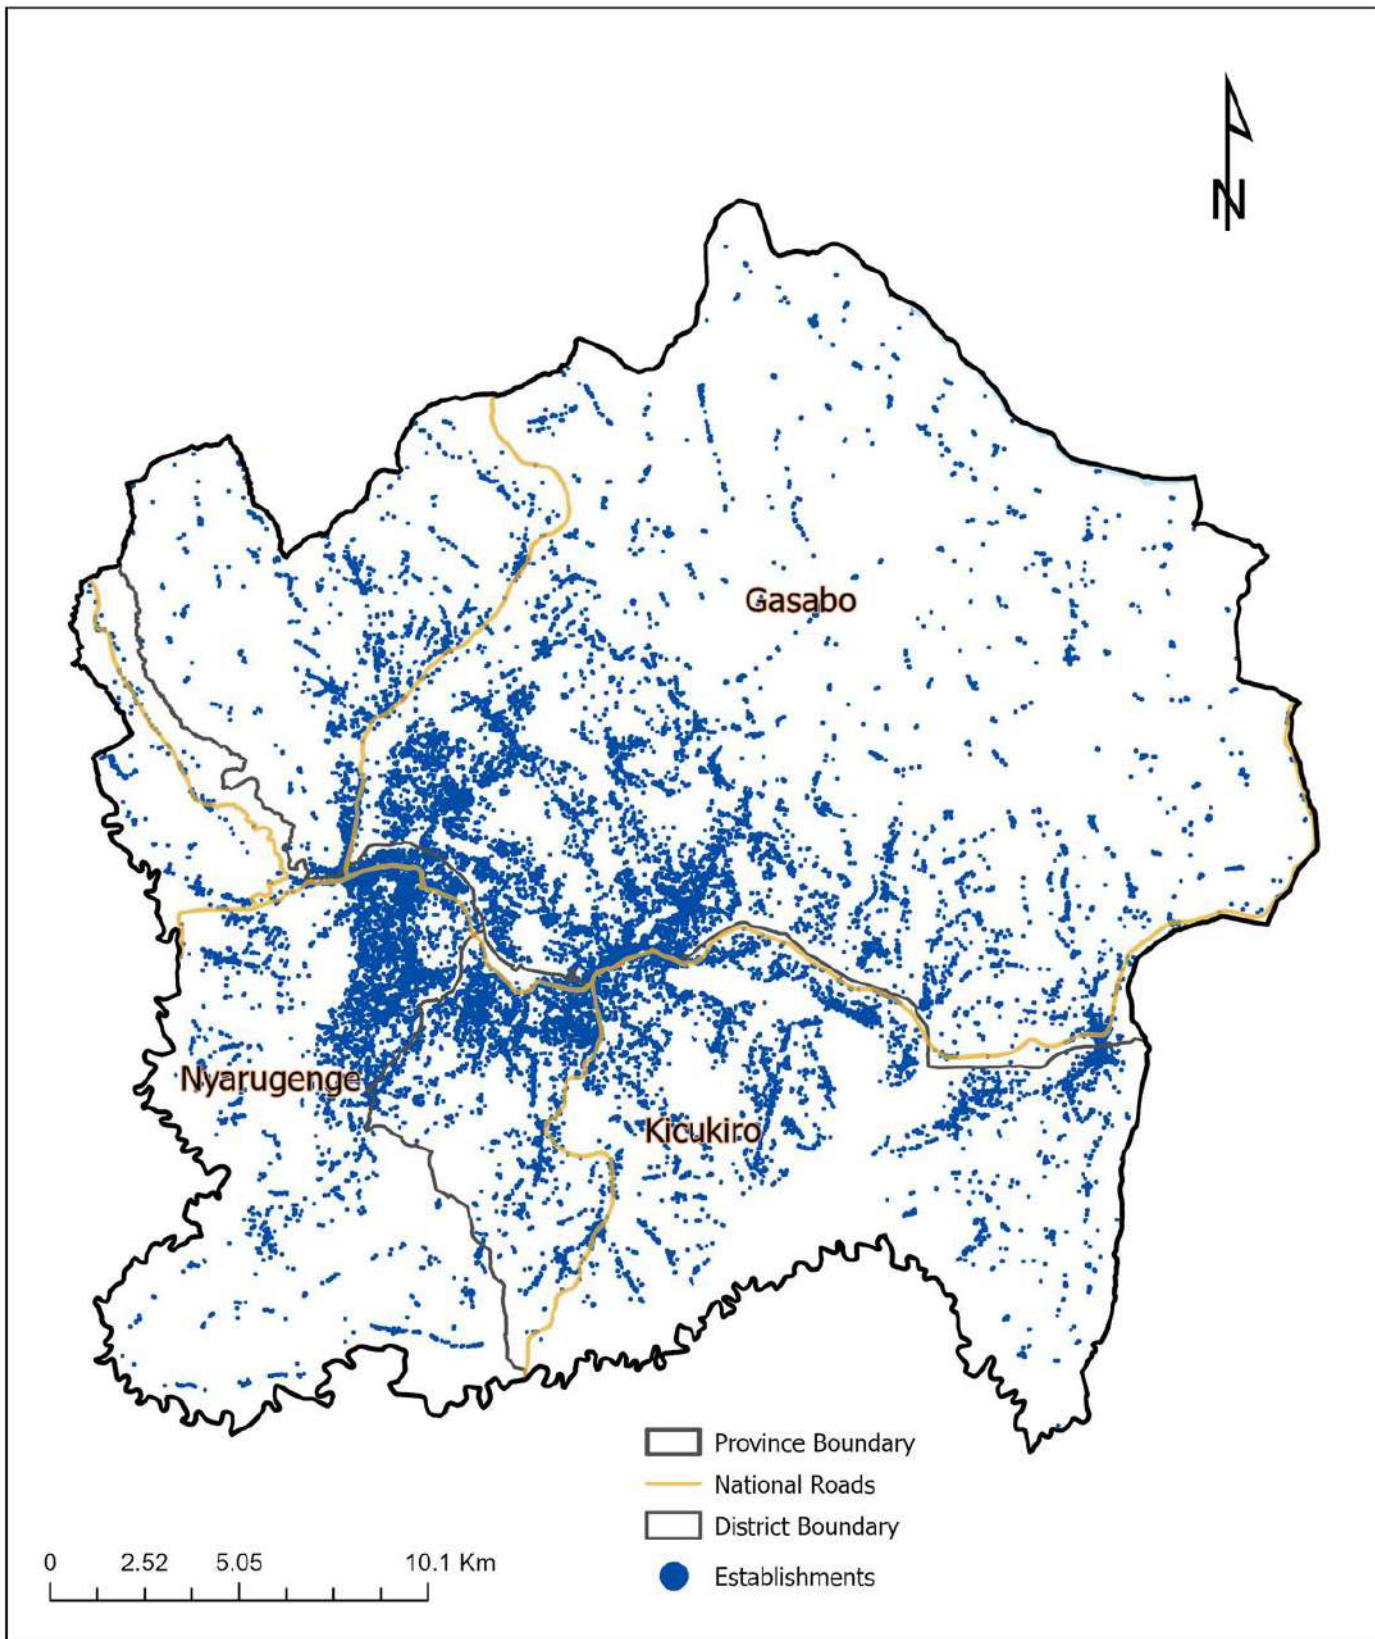 N
Gasabo
Nyarugenge
Kicukiro
Province Boundary
National Roads
District Boundary
Establishments
0 2.52 5.05 10.1 Km